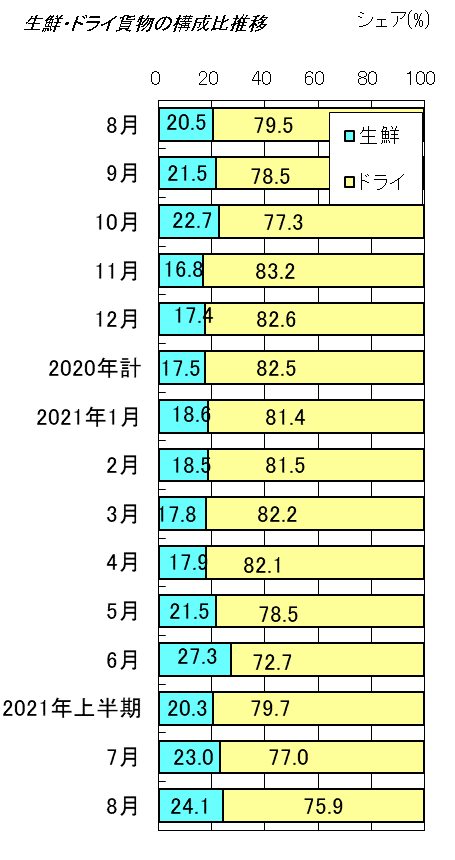 生鮮・ドライ貨物の構成比推移
シェア(%)
0 20 40 60 80 100
8月 20.5 79.5
生鮮
9月 21.5 78.5
ドライ
10月 22.7 77.3
11月 16.8 83.2
12月 17.4 82.6
2020年計 17.5 82.5
2021年1月 18.6 81.4
2月 18.5 81.5
3月 17.8 82.2
4月 17.9 82.1
5月 21.5 78.5
6月 27.3 72.7
2021年上半期 20.3 79.7
7月 23.0 77.0
8月 24.1 75.9